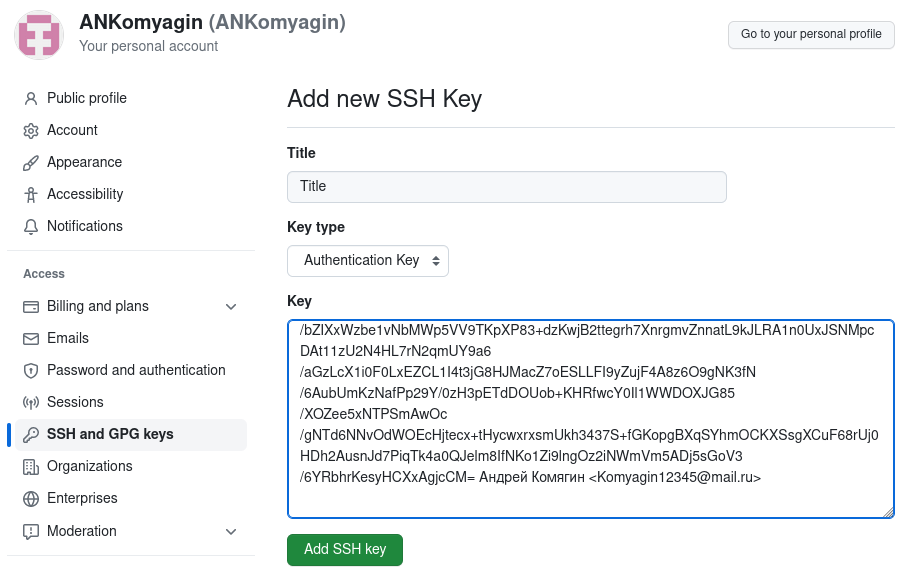 ANKomyagin (ANKomyagin)
Your personal account
Go to your personal profile
Public profile
Account
Appearance
Accessibility
Notifications
Access
Billing and plans
Emails
Password and authentication
Sessions
SSH and GPG keys
Organizations
Enterprises
Moderation
Add new SSH Key
Title
Title
Key type
Authentication Key
Key
/bZIXxWzbe1vNbMWp5VV9TKpXP83+dzKwjB2ttegrh7XnrgmvZnnatL9kJLRA1n0UxJSNMpc
DAt11zU2N4HL7rN2qmUY9a6
/aGzLcX1i0F0LxEZCL1I4t3jG8HJMacZ7oESLLFI9yZujF4A8z6O9gNK3fN
/6AubUmKzNafPp29Y/0zH3pETdDOUob+KHRfwcY0Il1WWDOXJG85
/XOZee5xNTPSmAwOc
/gNTd6NNvOdWOEcHjtecx+tHycwxrxsmUkh3437S+fGKopgBXqSYhmOCKXSsgXCuF68rUj0
HDh2AusnJd7PiqTk4a0QJelm8IfNKo1Zi9lngOz2iNWmVm5ADj5sGoV3
/6YRbhrKesyHCXxAgjcCM= Андрей Комягин <Komyagin12345@mail.ru>
Add SSH key